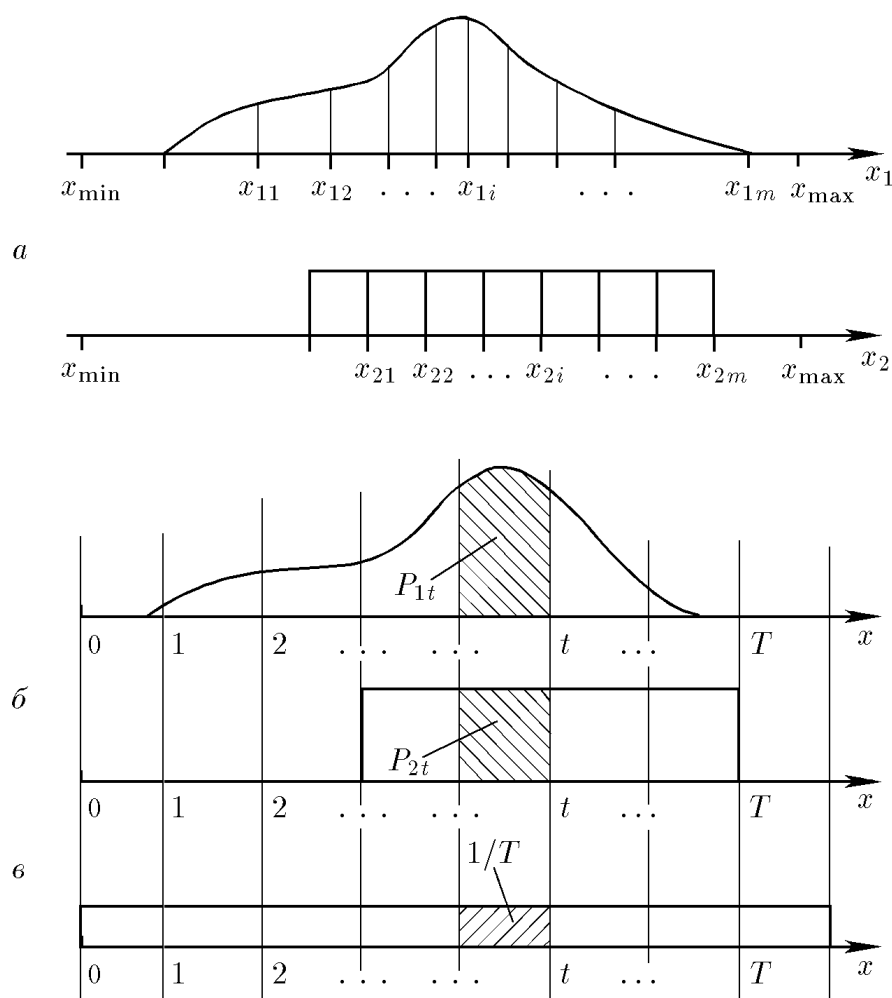 x_min x_11 x_12 . . . x_1i . . . x_1m x_max x_1
а
x_min x_21 x_22 . . . x_2i . . . x_2m x_max x_2
P_1t
0 1 2 . . . . . . t . . . T x
б
P_2t
0 1 2 . . . . . . t . . . T x
в
1/T
0 1 2 . . . . . . t . . . T x